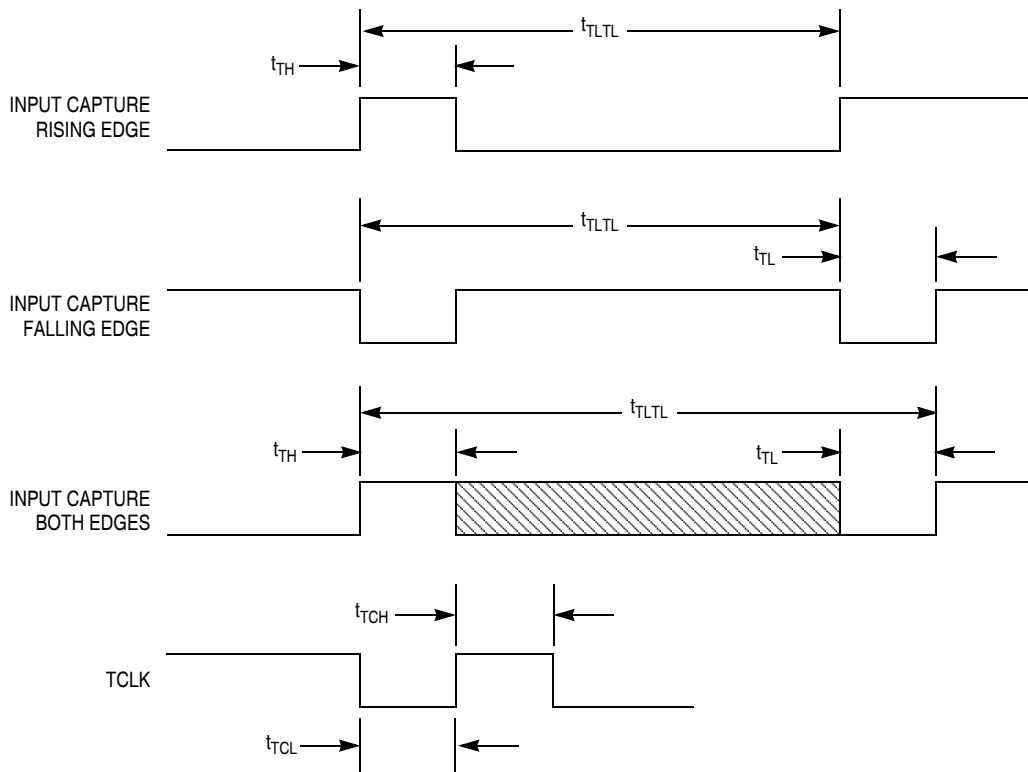 tTLTL
tTH
INPUT CAPTURE
RISING EDGE
tTLTL
tTL
INPUT CAPTURE
FALLING EDGE
tTLTL
tTH
tTL
INPUT CAPTURE
BOTH EDGES
tTCH
TCLK
tTCL